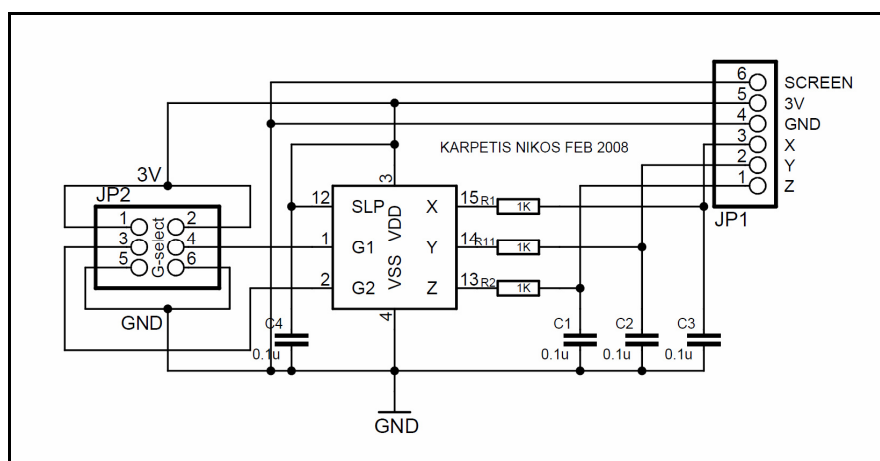 6 SCREEN
5 3V
4 GND
3 X
2 Y
1 Z
JP1
KARPETIS NIKOS FEB 2008
3V
JP2
1 2
3 4
5 6
G-select
GND
3
12 SLP VDD X 15 R1 1K
1 G1 Y 14 R11 1K
2 G2 VSS Z 13 R2 1K
4
C4 0.1u
C1 0.1u
C2 0.1u
C3 0.1u
GND